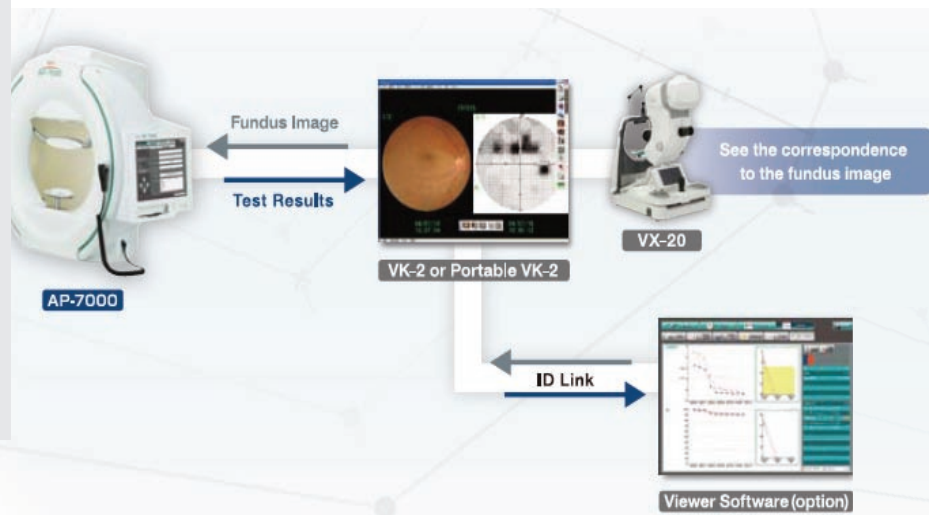 Fundus Image
Test Results
See the correspondence
to the fundus image
VX-20
VK-2 or Portable VK-2
AP-7000
ID Link
Viewer Software (option)